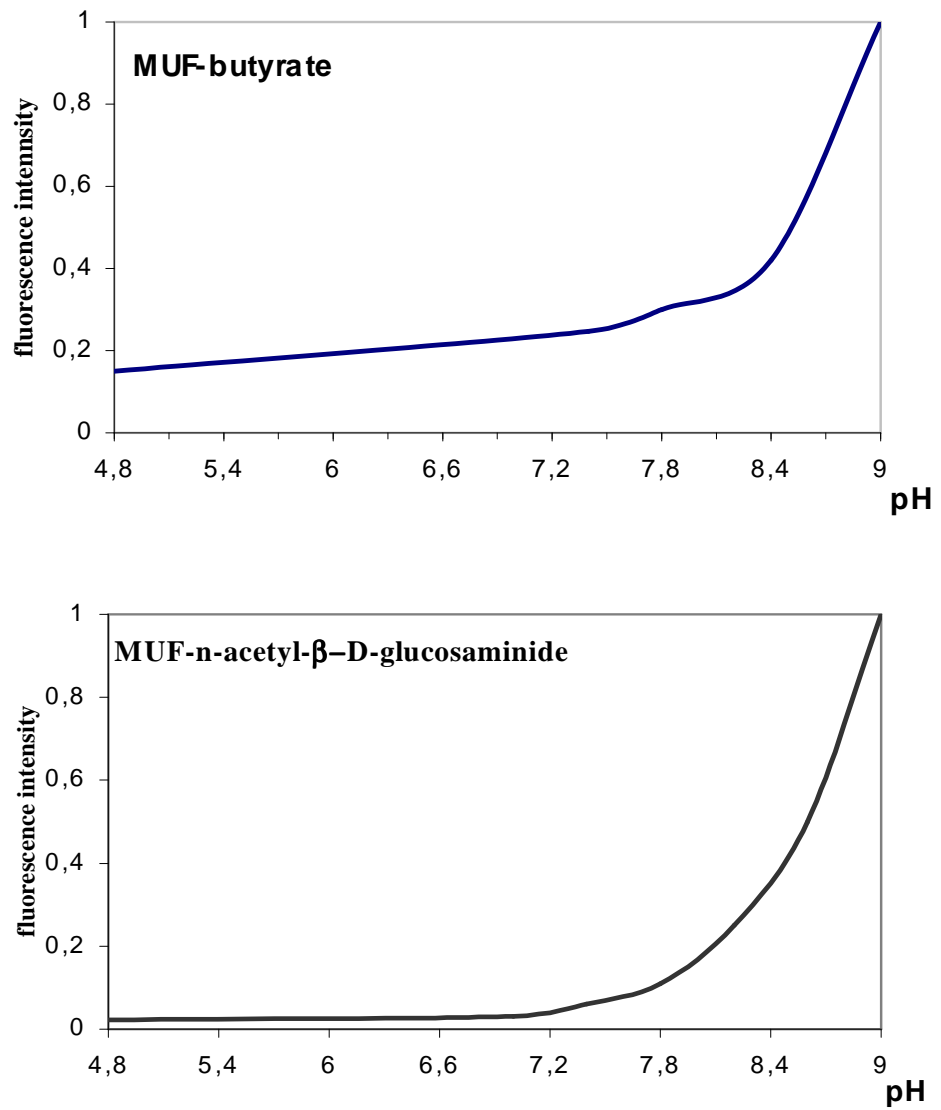 1
MUF-butyrate
0,8
0,6
0,4
0,2
0
fluorescence intennsity
4,8 5,4 6 6,6 7,2 7,8 8,4 9
pH
1
MUF-n-acetyl-β–D-glucosaminide
0,8
0,6
0,4
0,2
0
fluorescence intensity
4,8 5,4 6 6,6 7,2 7,8 8,4 9
pH